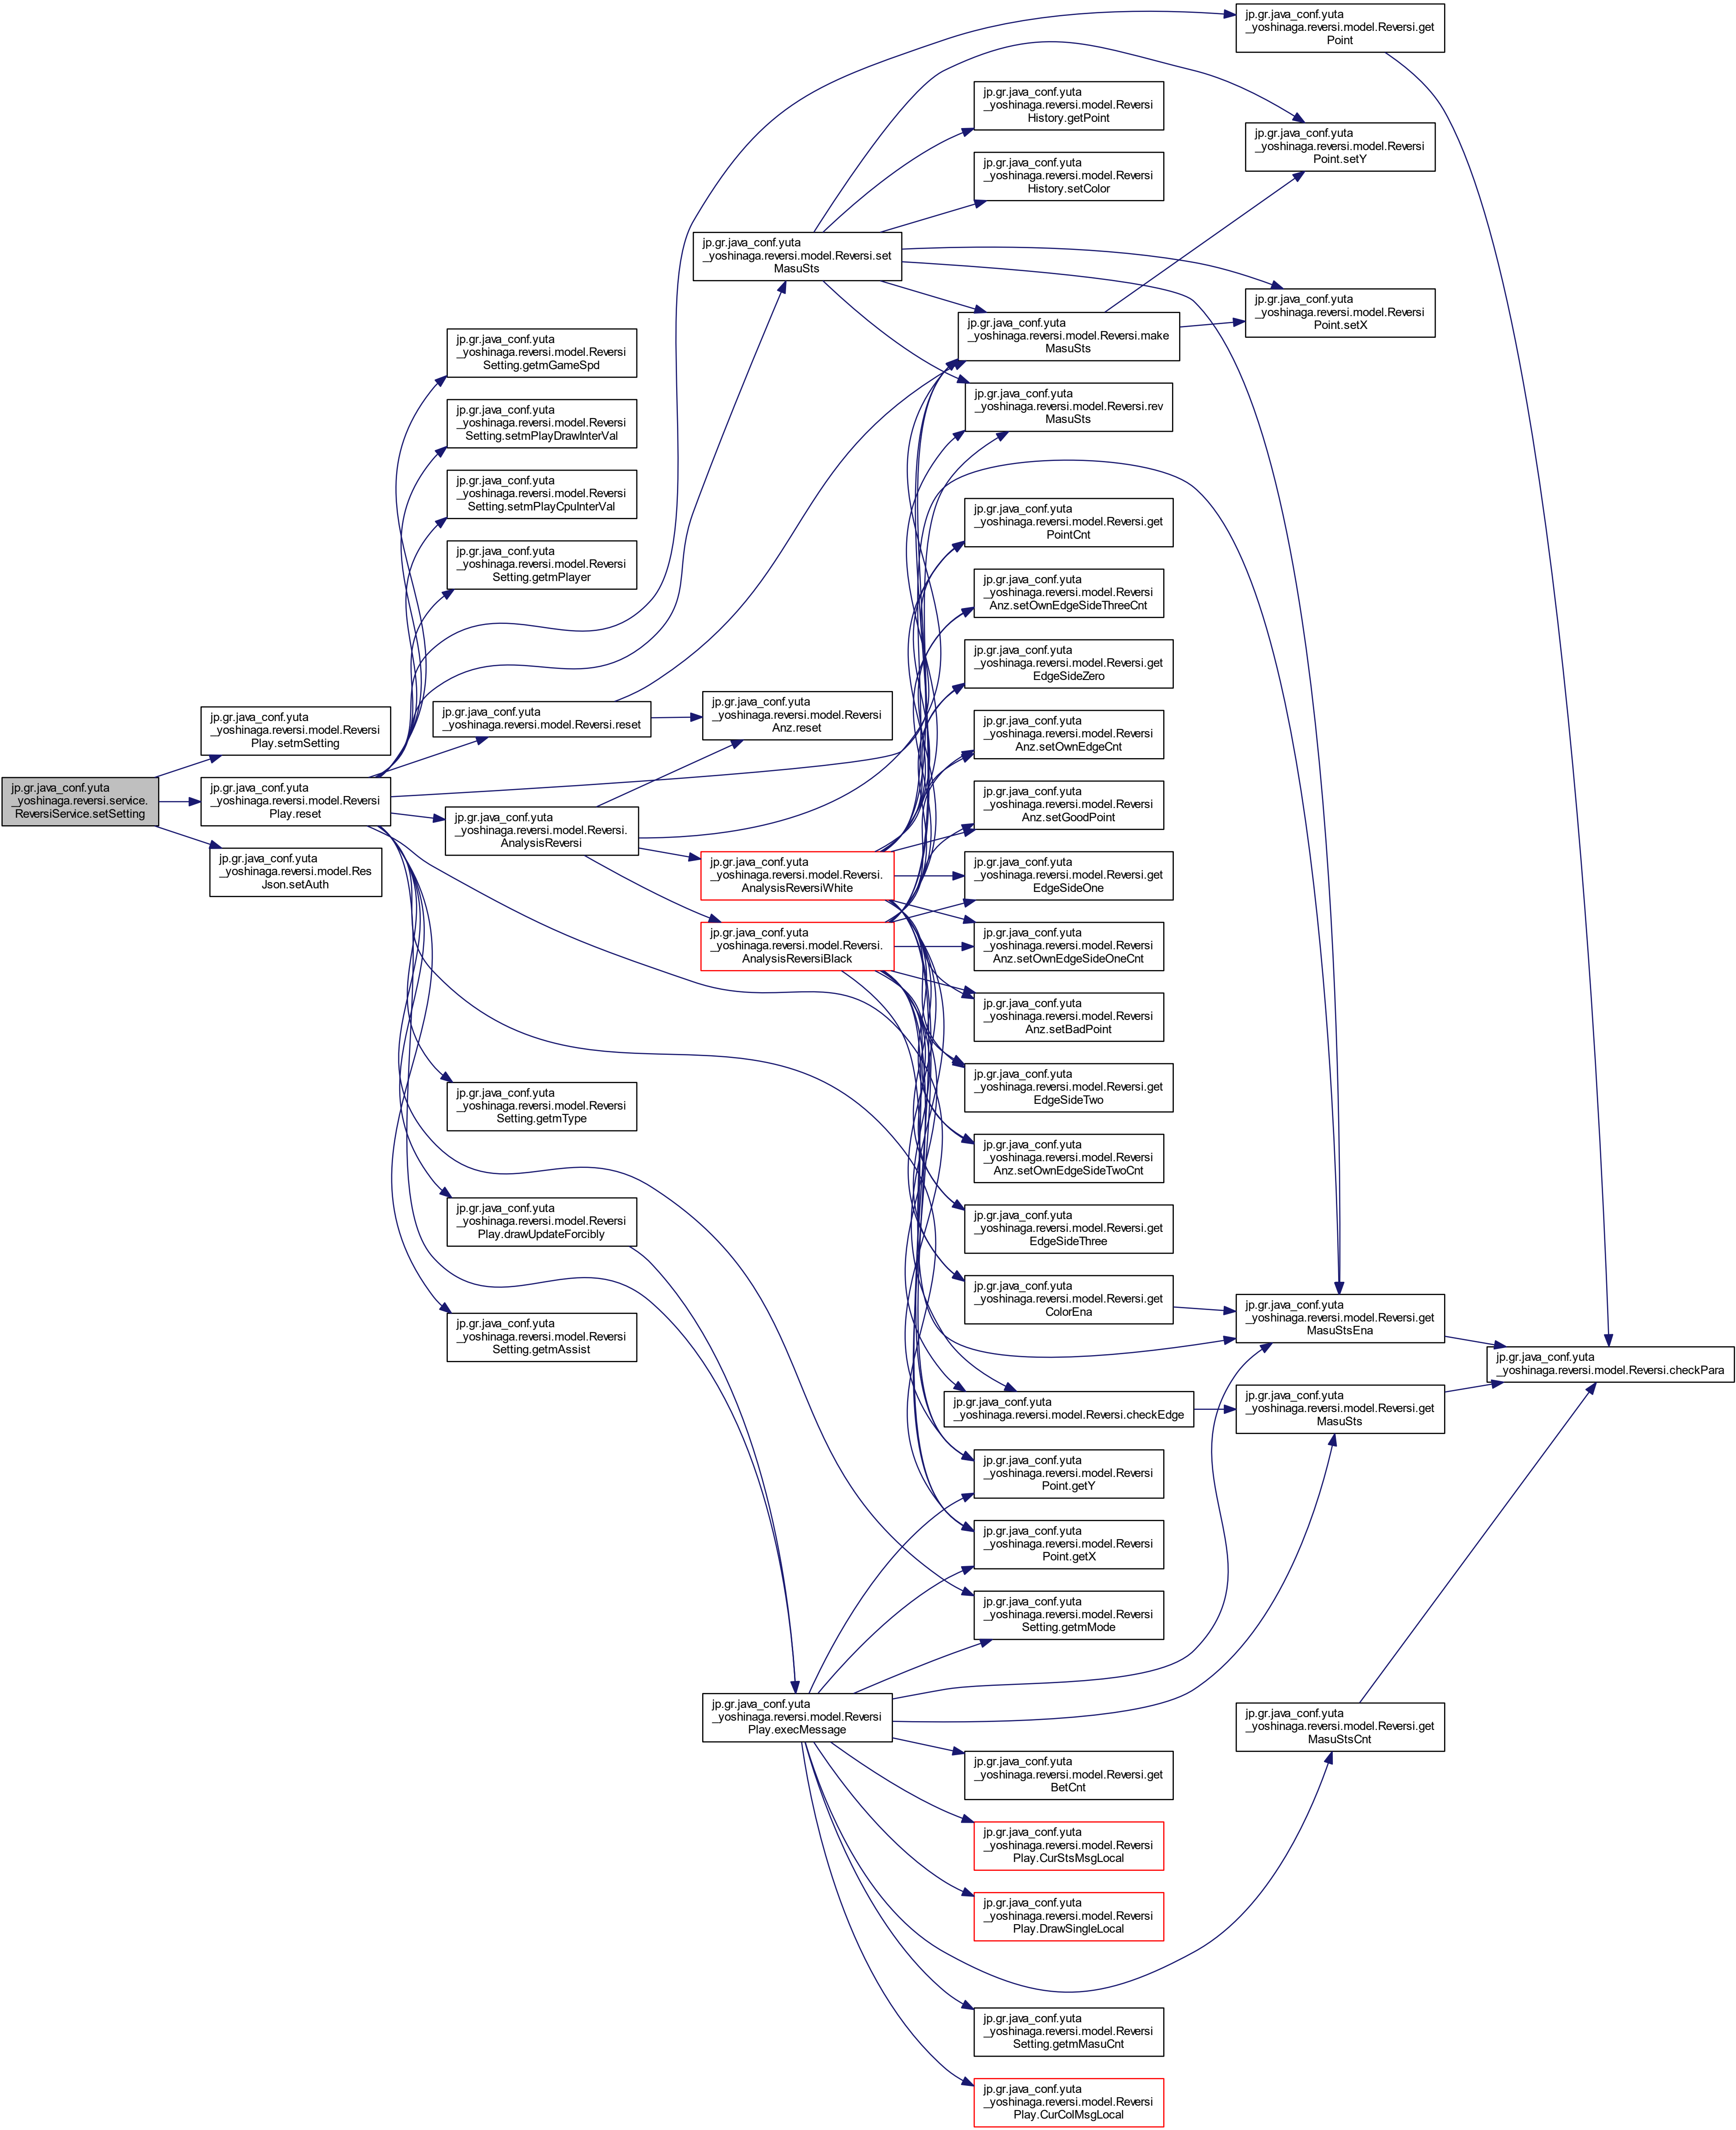 jp.gr.java_conf.yuta
_yoshinaga.reversi.service.
ReversiService.setSetting
jp.gr.java_conf.yuta
_yoshinaga.reversi.model.Reversi
Play.setmSetting
jp.gr.java_conf.yuta
_yoshinaga.reversi.model.Reversi
Play.reset
jp.gr.java_conf.yuta
_yoshinaga.reversi.model.Res
Json.setAuth
jp.gr.java_conf.yuta
_yoshinaga.reversi.model.Reversi
Setting.getmGameSpd
jp.gr.java_conf.yuta
_yoshinaga.reversi.model.Reversi
Setting.setmPlayDrawInterVal
jp.gr.java_conf.yuta
_yoshinaga.reversi.model.Reversi
Setting.setmPlayCpuInterVal
jp.gr.java_conf.yuta
_yoshinaga.reversi.model.Reversi
Setting.getmPlayer
jp.gr.java_conf.yuta
_yoshinaga.reversi.model.Reversi.reset
jp.gr.java_conf.yuta
_yoshinaga.reversi.model.Reversi.
AnalysisReversi
jp.gr.java_conf.yuta
_yoshinaga.reversi.model.Reversi
Setting.getmType
jp.gr.java_conf.yuta
_yoshinaga.reversi.model.Reversi
Play.drawUpdateForcibly
jp.gr.java_conf.yuta
_yoshinaga.reversi.model.Reversi
Setting.getmAssist
jp.gr.java_conf.yuta
_yoshinaga.reversi.model.Reversi.set
MasuSts
jp.gr.java_conf.yuta
_yoshinaga.reversi.model.Reversi
Anz.reset
jp.gr.java_conf.yuta
_yoshinaga.reversi.model.Reversi.
AnalysisReversiWhite
jp.gr.java_conf.yuta
_yoshinaga.reversi.model.Reversi.
AnalysisReversiBlack
jp.gr.java_conf.yuta
_yoshinaga.reversi.model.Reversi
Play.execMessage
jp.gr.java_conf.yuta
_yoshinaga.reversi.model.Reversi
History.getPoint
jp.gr.java_conf.yuta
_yoshinaga.reversi.model.Reversi
History.setColor
jp.gr.java_conf.yuta
_yoshinaga.reversi.model.Reversi.make
MasuSts
jp.gr.java_conf.yuta
_yoshinaga.reversi.model.Reversi.rev
MasuSts
jp.gr.java_conf.yuta
_yoshinaga.reversi.model.Reversi.get
PointCnt
jp.gr.java_conf.yuta
_yoshinaga.reversi.model.Reversi
Anz.setOwnEdgeSideThreeCnt
jp.gr.java_conf.yuta
_yoshinaga.reversi.model.Reversi.get
EdgeSideZero
jp.gr.java_conf.yuta
_yoshinaga.reversi.model.Reversi
Anz.setOwnEdgeCnt
jp.gr.java_conf.yuta
_yoshinaga.reversi.model.Reversi
Anz.setGoodPoint
jp.gr.java_conf.yuta
_yoshinaga.reversi.model.Reversi.get
EdgeSideOne
jp.gr.java_conf.yuta
_yoshinaga.reversi.model.Reversi
Anz.setOwnEdgeSideOneCnt
jp.gr.java_conf.yuta
_yoshinaga.reversi.model.Reversi
Anz.setBadPoint
jp.gr.java_conf.yuta
_yoshinaga.reversi.model.Reversi.get
EdgeSideTwo
jp.gr.java_conf.yuta
_yoshinaga.reversi.model.Reversi
Anz.setOwnEdgeSideTwoCnt
jp.gr.java_conf.yuta
_yoshinaga.reversi.model.Reversi.get
EdgeSideThree
jp.gr.java_conf.yuta
_yoshinaga.reversi.model.Reversi.get
ColorEna
jp.gr.java_conf.yuta
_yoshinaga.reversi.model.Reversi.checkEdge
jp.gr.java_conf.yuta
_yoshinaga.reversi.model.Reversi
Point.getY
jp.gr.java_conf.yuta
_yoshinaga.reversi.model.Reversi
Point.getX
jp.gr.java_conf.yuta
_yoshinaga.reversi.model.Reversi
Setting.getmMode
jp.gr.java_conf.yuta
_yoshinaga.reversi.model.Reversi.get
BetCnt
jp.gr.java_conf.yuta
_yoshinaga.reversi.model.Reversi
Play.CurStsMsgLocal
jp.gr.java_conf.yuta
_yoshinaga.reversi.model.Reversi
Play.DrawSingleLocal
jp.gr.java_conf.yuta
_yoshinaga.reversi.model.Reversi
Setting.getmMasuCnt
jp.gr.java_conf.yuta
_yoshinaga.reversi.model.Reversi
Play.CurColMsgLocal
jp.gr.java_conf.yuta
_yoshinaga.reversi.model.Reversi.get
Point
jp.gr.java_conf.yuta
_yoshinaga.reversi.model.Reversi
Point.setY
jp.gr.java_conf.yuta
_yoshinaga.reversi.model.Reversi
Point.setX
jp.gr.java_conf.yuta
_yoshinaga.reversi.model.Reversi.get
MasuStsEna
jp.gr.java_conf.yuta
_yoshinaga.reversi.model.Reversi.get
MasuSts
jp.gr.java_conf.yuta
_yoshinaga.reversi.model.Reversi.get
MasuStsCnt
jp.gr.java_conf.yuta
_yoshinaga.reversi.model.Reversi.checkPara